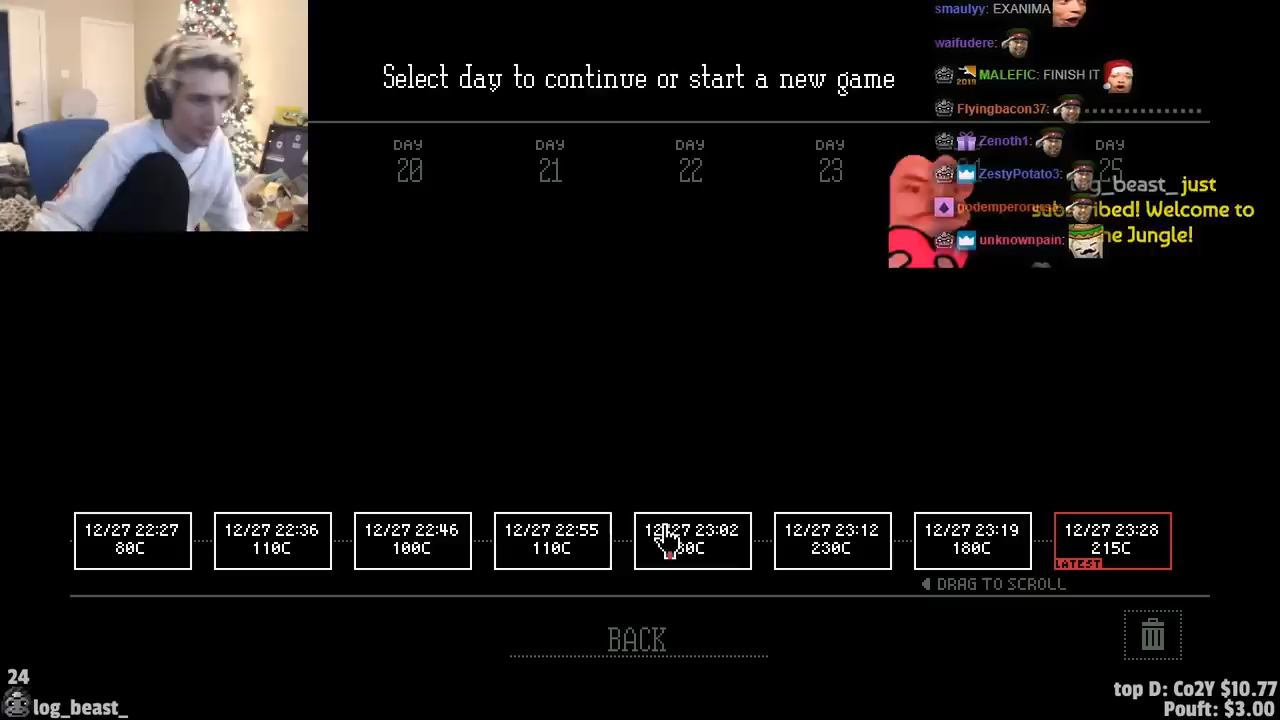 Select day to continue or start a new game
smaulyy: EXANIMA
waifudere:
2019 MALEFIC: FINISH IT
Flyingbacon37:
Zenoth1:
ZestyPotato3:
unknownpain:
log_beast_ just
subscribed! Welcome to
the Jungle!
DAY DAY DAY DAY DAY
20 21 22 23 25
12/27 22:27 12/27 22:36 12/27 22:46 12/27 22:55 12/27 23:02 12/27 23:12 12/27 23:19 12/27 23:28
80C 110C 100C 110C 230C 180C 215C
LATEST
DRAG TO SCROLL
BACK
24
log_beast_
top D: Co2Y $10.77
Pouft: $3.00